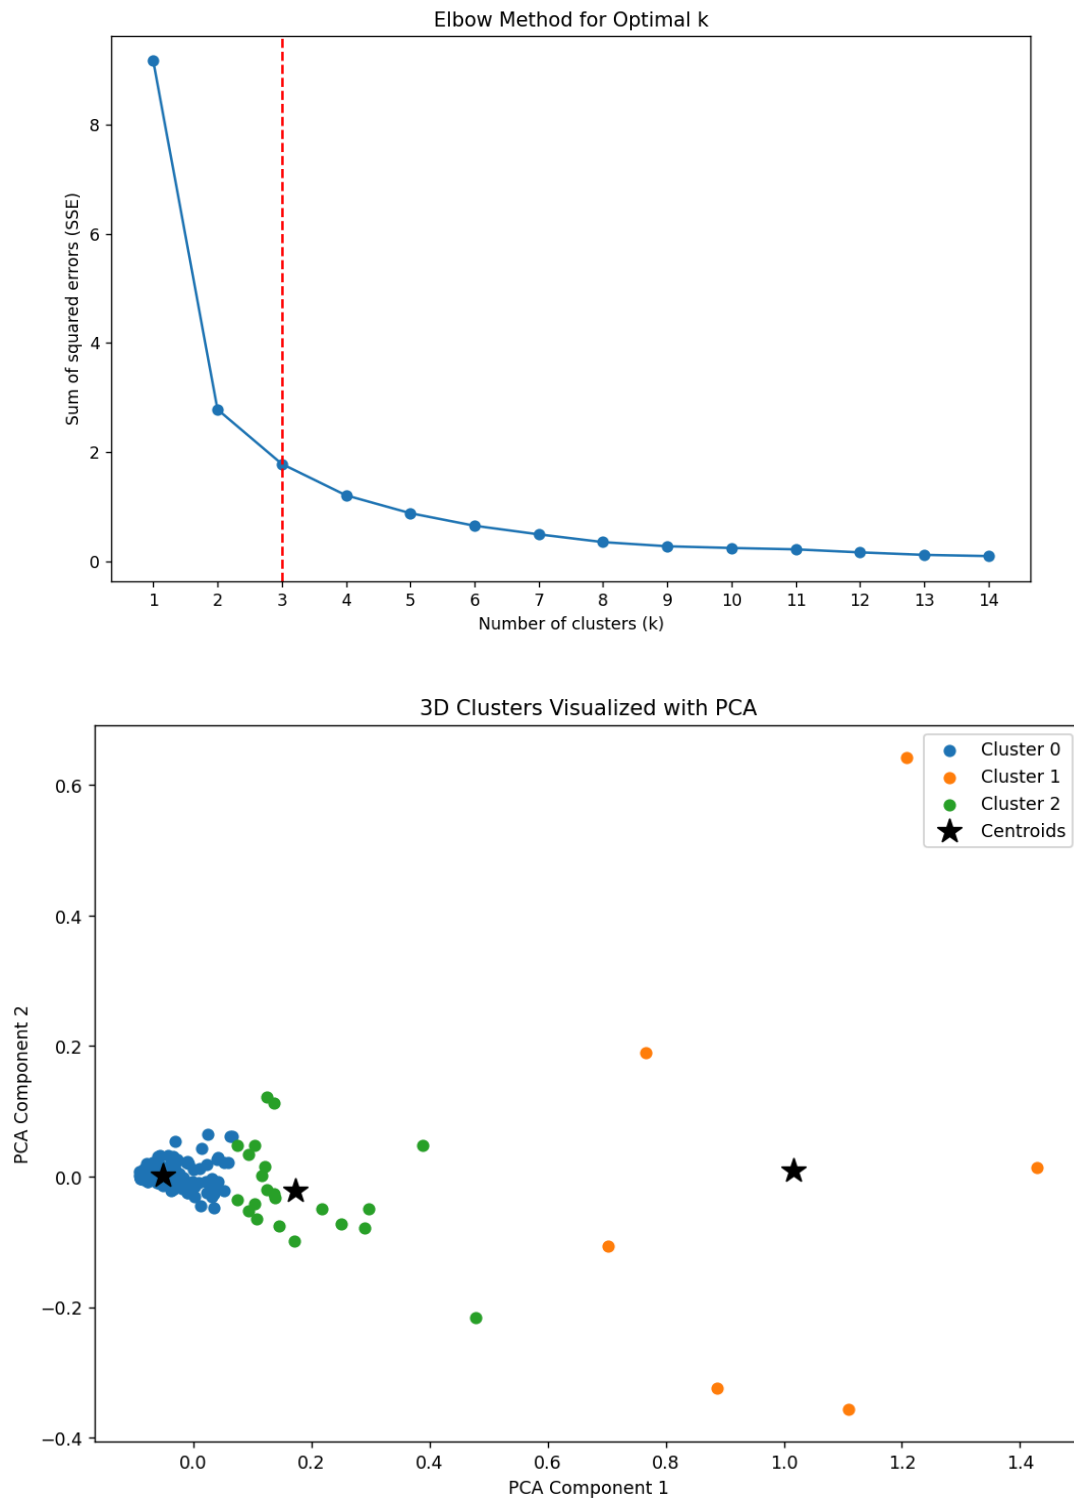 Elbow Method for Optimal k
8
6
4
2
0
Sum of squared errors (SSE)
1 2 3 4 5 6 7 8 9 10 11 12 13 14
Number of clusters (k)
3D Clusters Visualized with PCA
Cluster 0
Cluster 1
Cluster 2
Centroids
0.6
0.4
0.2
0.0
−0.2
−0.4
PCA Component 2
0.0 0.2 0.4 0.6 0.8 1.0 1.2 1.4
PCA Component 1